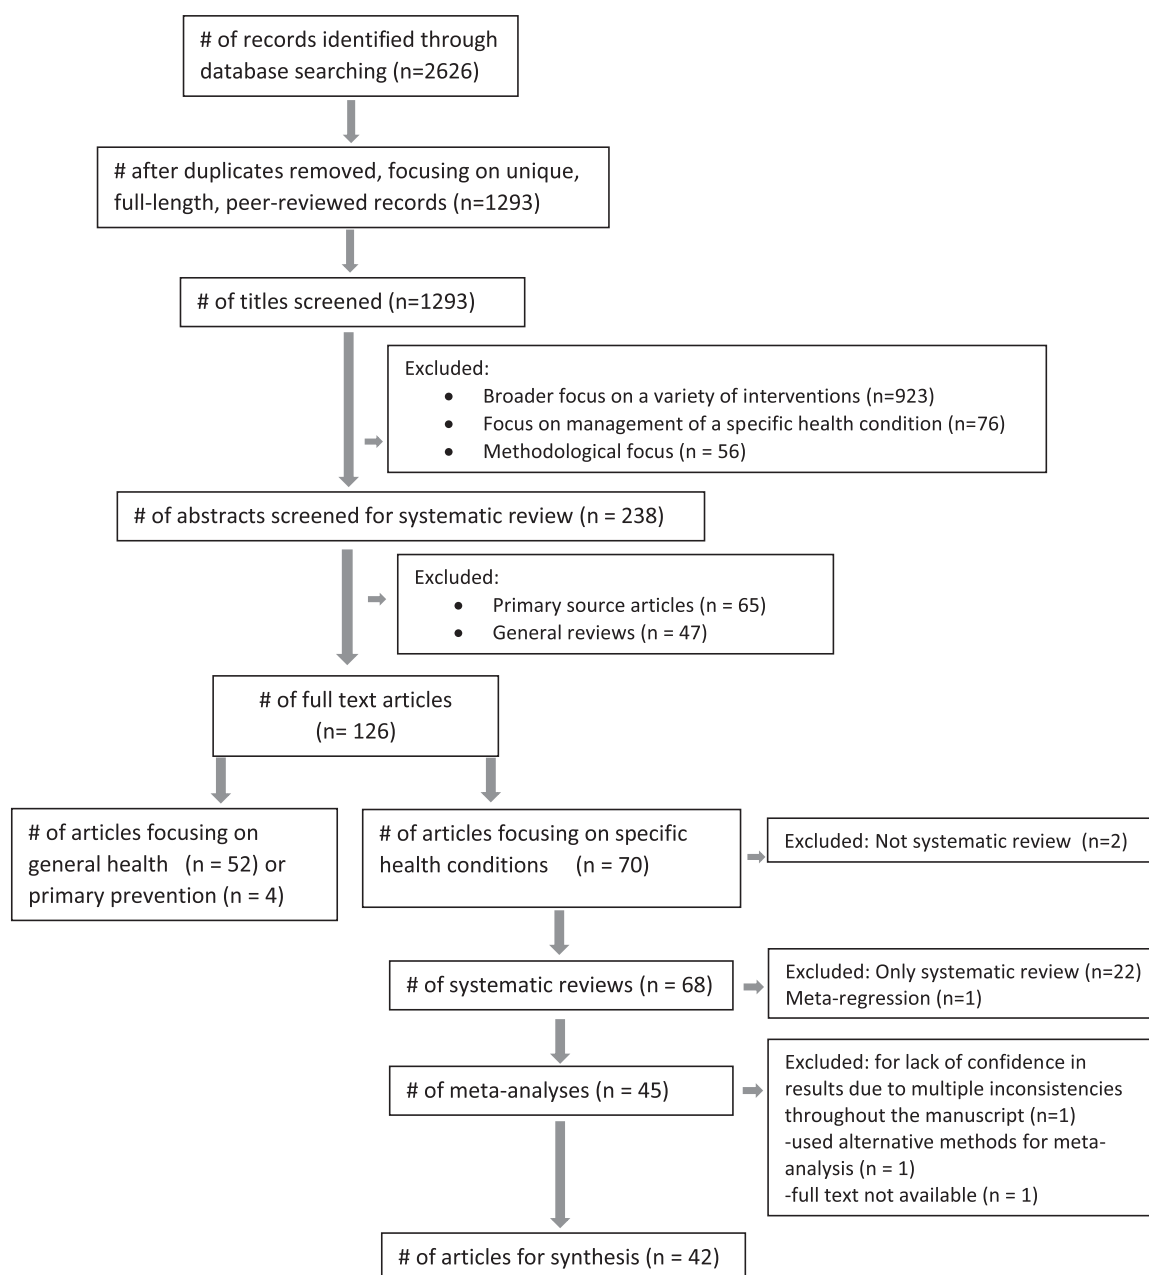 # of records identified through
database searching (n=2626)
# after duplicates removed, focusing on unique,
full-length, peer-reviewed records (n=1293)
# of titles screened (n=1293)
Excluded:
• Broader focus on a variety of interventions (n=923)
• Focus on management of a specific health condition (n=76)
• Methodological focus (n = 56)
# of abstracts screened for systematic review (n = 238)
Excluded:
• Primary source articles (n = 65)
• General reviews (n = 47)
# of full text articles
(n= 126)
# of articles focusing on
general health (n = 52) or
primary prevention (n = 4)
# of articles focusing on specific
health conditions (n = 70)
Excluded: Not systematic review (n=2)
# of systematic reviews (n = 68)
Excluded: Only systematic review (n=22)
Meta-regression (n=1)
# of meta-analyses (n = 45)
Excluded: for lack of confidence in
results due to multiple inconsistencies
throughout the manuscript (n=1)
-used alternative methods for meta-
analysis (n = 1)
-full text not available (n = 1)
# of articles for synthesis (n = 42)